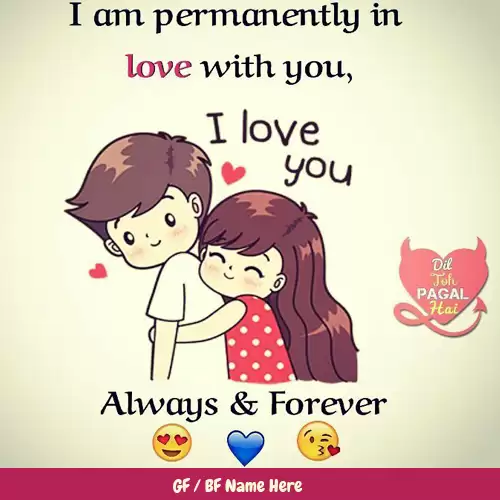 I am permanently in
love with you,
I love
you
Dil
Toh
PAGAL
Hai
Always & Forever
GF / BF Name Here